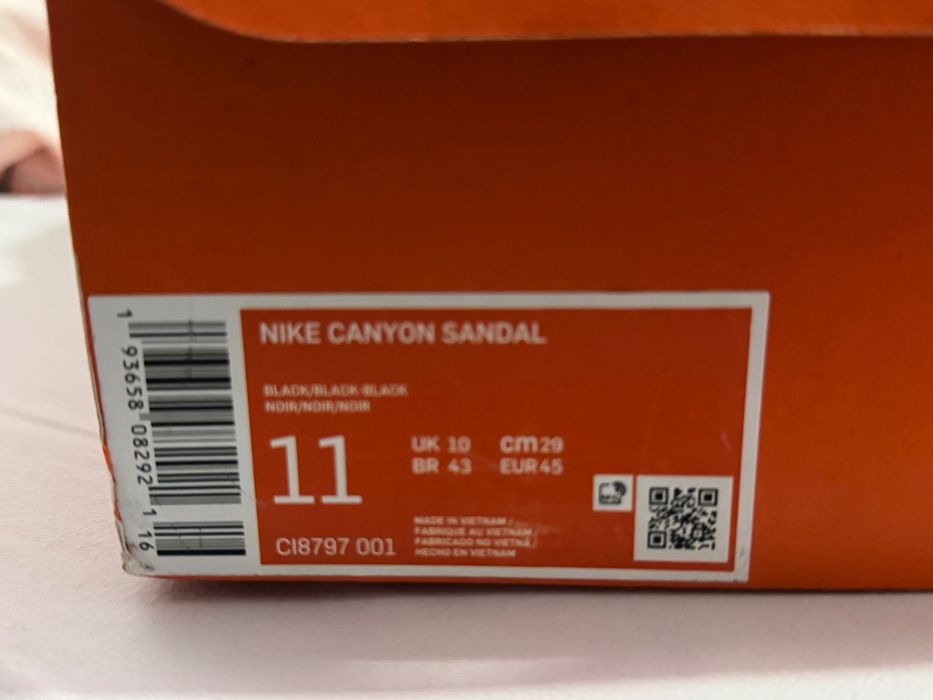 NIKE CANYON SANDAL
BLACK/BLACK-BLACK
NOIR/NOIR/NOIR
11
UK 10 cm 29
BR 43 EUR 45
MADE IN VIETNAM /
FABRIQUE AU VIETNAM /
FABRICADO NO VIETNÃ /
HECHO EN VIETNAM
CI8797 001
1 93658 08292 1 16